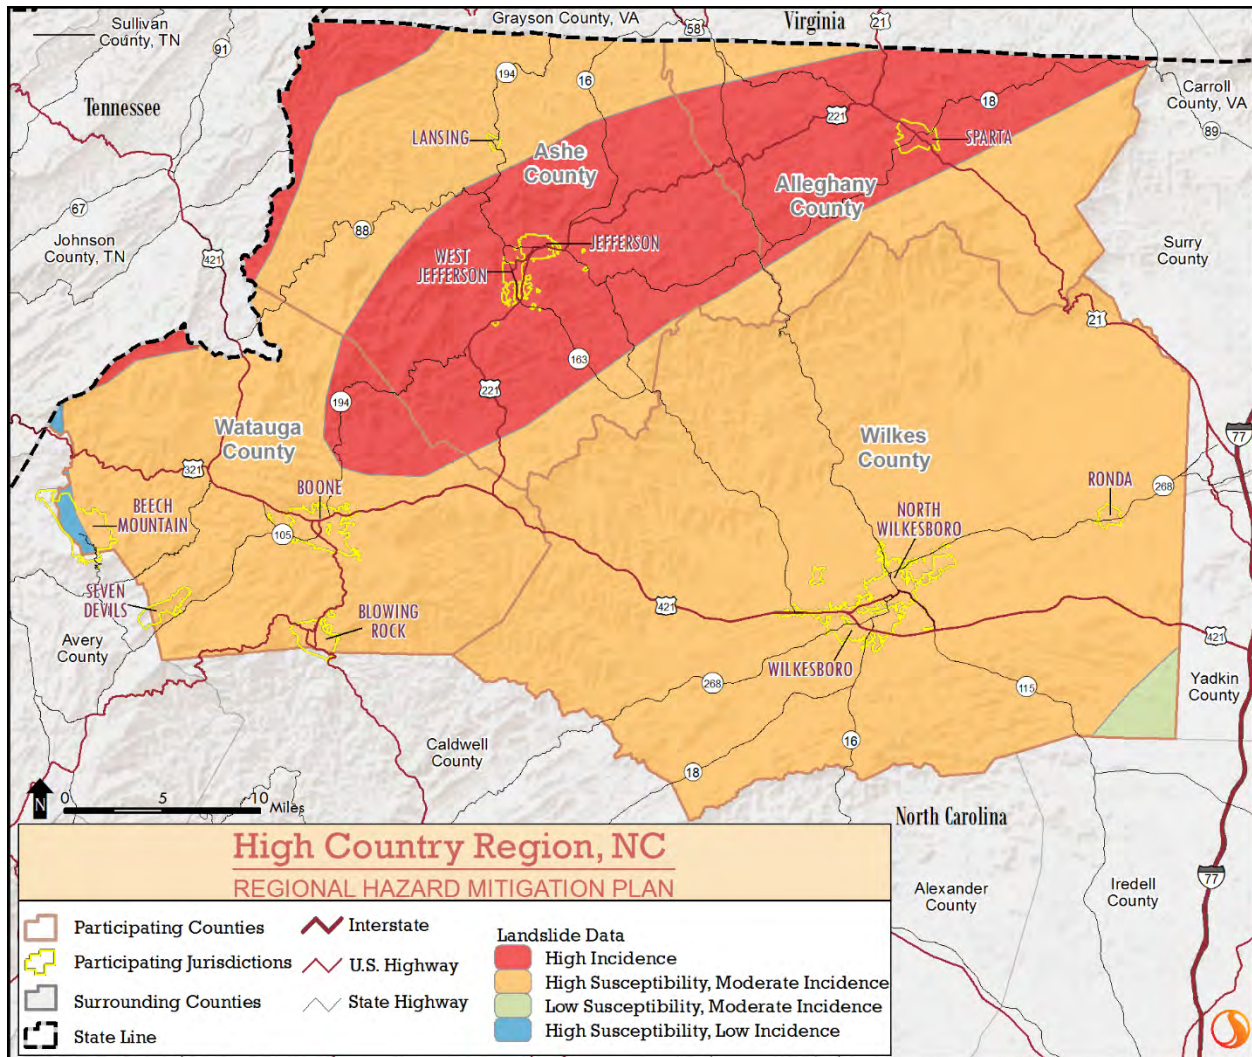 Sullivan
County, TN
Grayson County, VA
Virginia
21
58
91
194
16
Tennessee
Carroll
County, VA
18
221
89
LANSING
SPARTA
Ashe
County
Alleghany
County
67
88
Johnson
County, TN
421
JEFFERSON
WEST
JEFFERSON
Surry
County
21
163
221
194
Watauga
County
Wilkes
County
77
321
BOONE
RONDA
268
BEECH
MOUNTAIN
NORTH
WILKESBORO
105
SEVEN
DEVILS
BLOWING
ROCK
421
421
Avery
County
WILKESBORO
268
115
Yadkin
County
Caldwell
County
16
18
N
0 5 10
Miles
North Carolina
77
Alexander
County
Iredell
County
High Country Region, NC
REGIONAL HAZARD MITIGATION PLAN
Participating Counties
Participating Jurisdictions
Surrounding Counties
State Line
Interstate
U.S. Highway
State Highway
Landslide Data
High Incidence
High Susceptibility, Moderate Incidence
Low Susceptibility, Moderate Incidence
High Susceptibility, Low Incidence